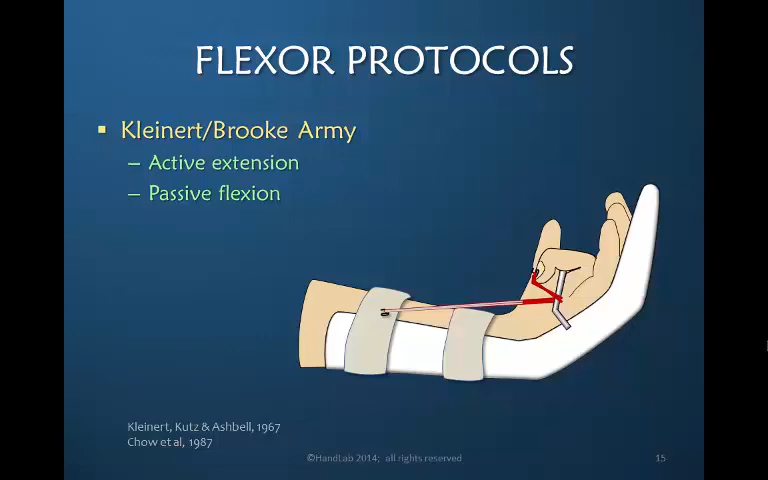 FLEXOR PROTOCOLS
▪ Kleinert/Brooke Army
– Active extension
– Passive flexion
Kleinert, Kutz & Ashbell, 1967
Chow et al, 1987
©HandLab 2014; all rights reserved
15